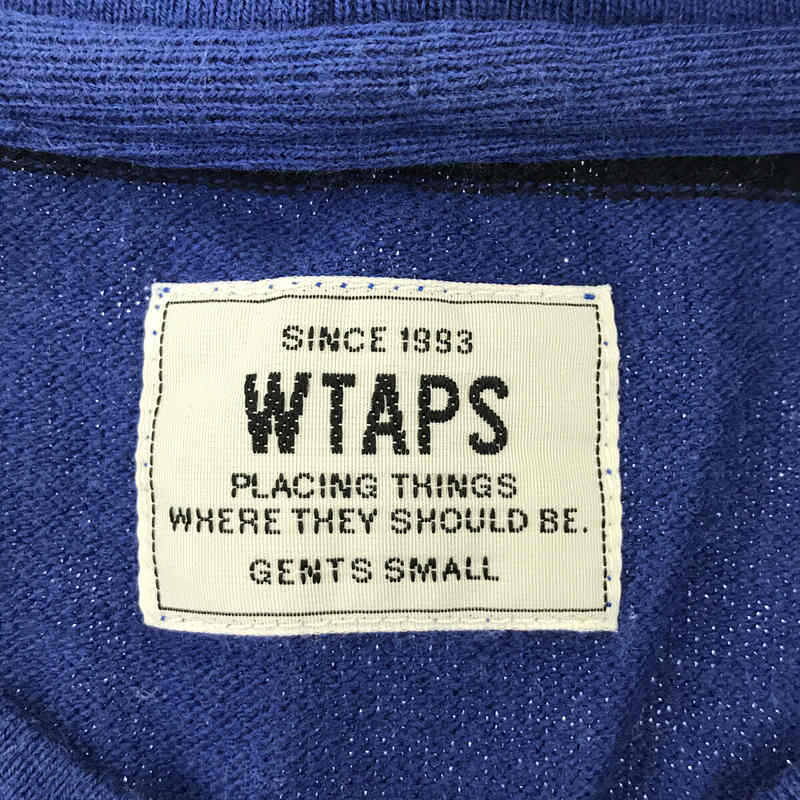 SINCE 1993
WTAPS
PLACING THINGS
WHERE THEY SHOULD BE.
GENTS SMALL